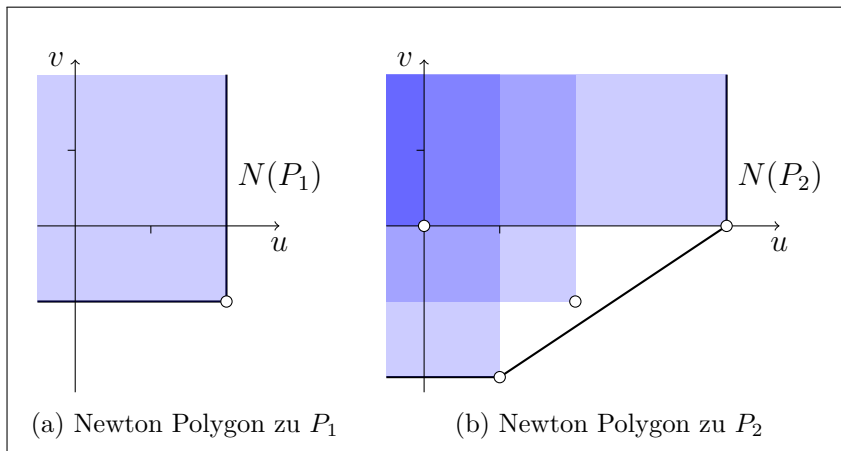 v
v
N(P₁)
N(P₂)
u
u
(a) Newton Polygon zu P₁
(b) Newton Polygon zu P₂